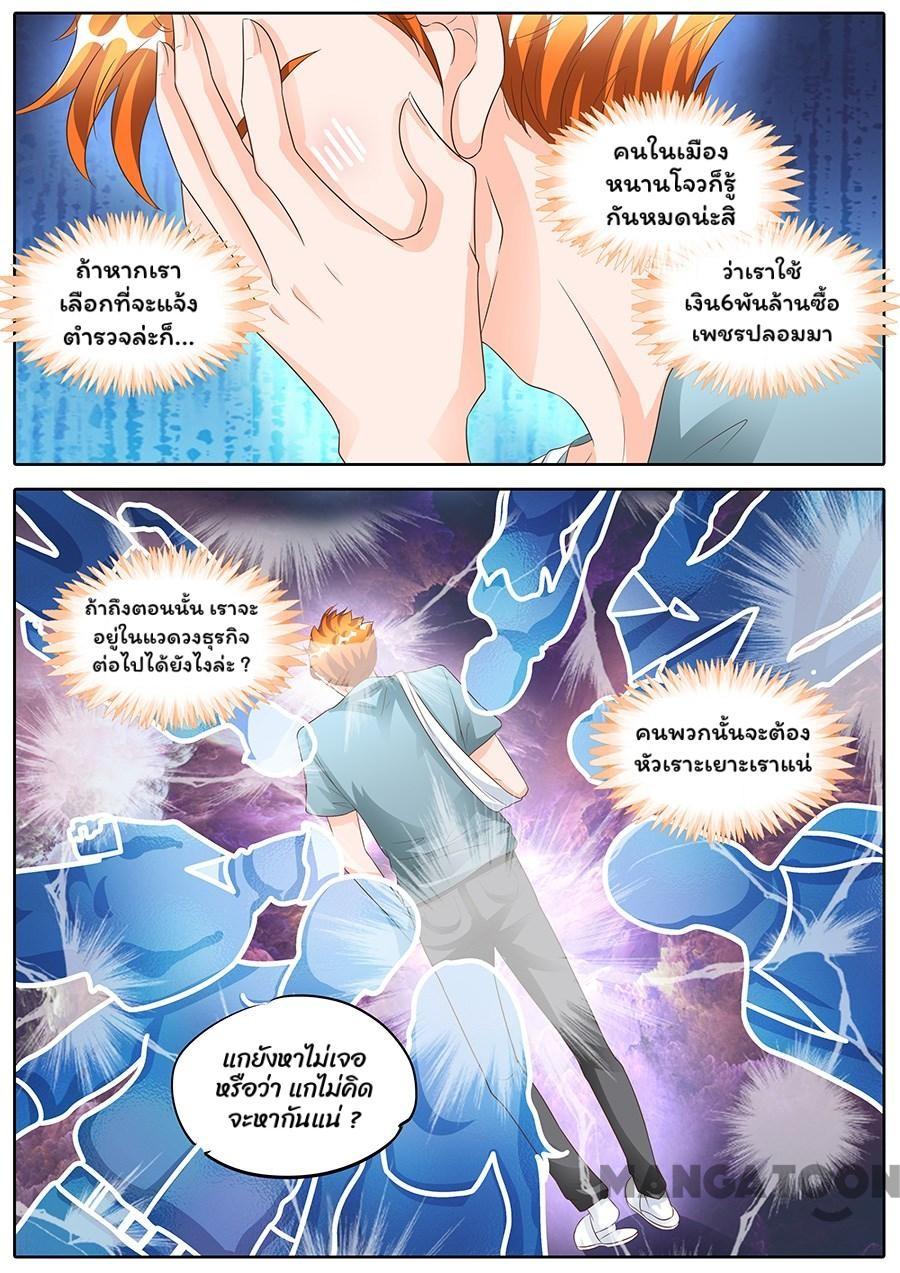 ถ้าหากเรา
เลือกที่จะแจ้ง
ตำรวจล่ะก็...
คนในเมือง
หนานโจวก็รู้
กันหมดน่ะสิ
ว่าเราใช้
เงิน6พันล้านซื้อ
เพชรปลอมมา
ถ้าถึงตอนนั้น เราจะ
อยู่ในแวดวงธุรกิจ
ต่อไปได้ยังไงล่ะ ?
คนพวกนั้นจะต้อง
หัวเราะเยาะเราแน่
แกยังหาไม่เจอ
หรือว่า แกไม่คิด
จะหากันแน่ ?
MANGATOON